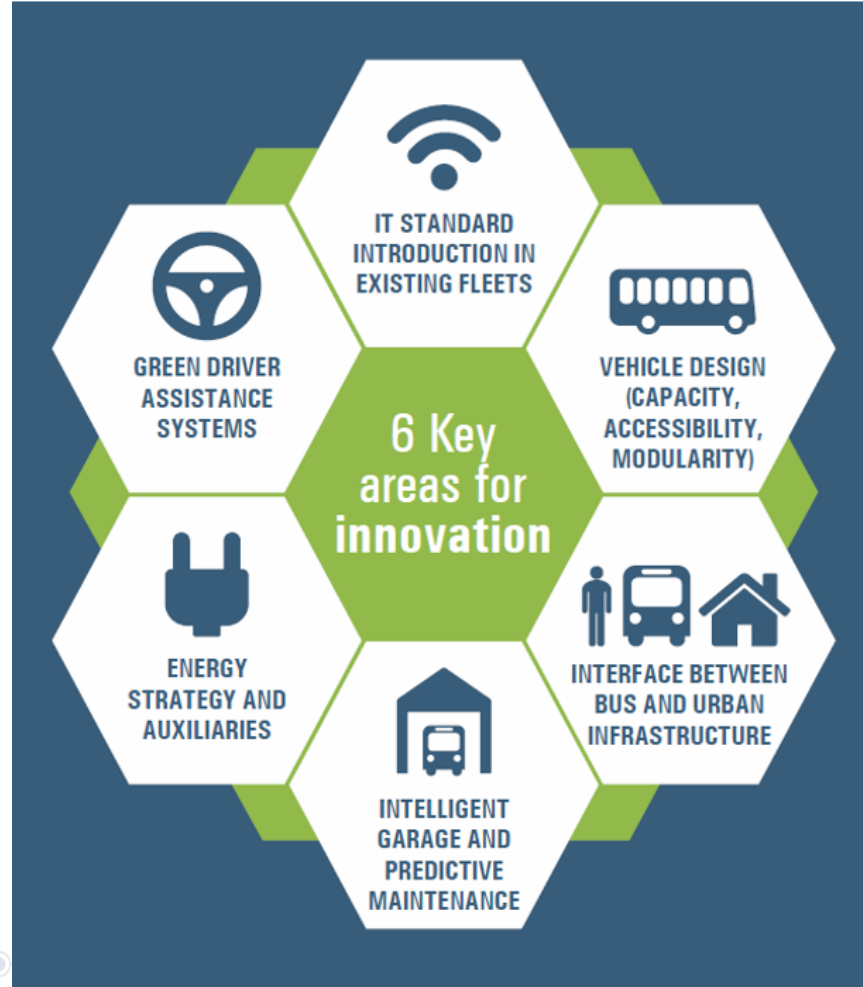 IT STANDARD
INTRODUCTION IN
EXISTING FLEETS
GREEN DRIVER
ASSISTANCE
SYSTEMS
VEHICLE DESIGN
(CAPACITY,
ACCESSIBILITY,
MODULARITY)
6 Key
areas for
innovation
ENERGY
STRATEGY AND
AUXILIARIES
INTERFACE BETWEEN
BUS AND URBAN
INFRASTRUCTURE
INTELLIGENT
GARAGE AND
PREDICTIVE
MAINTENANCE